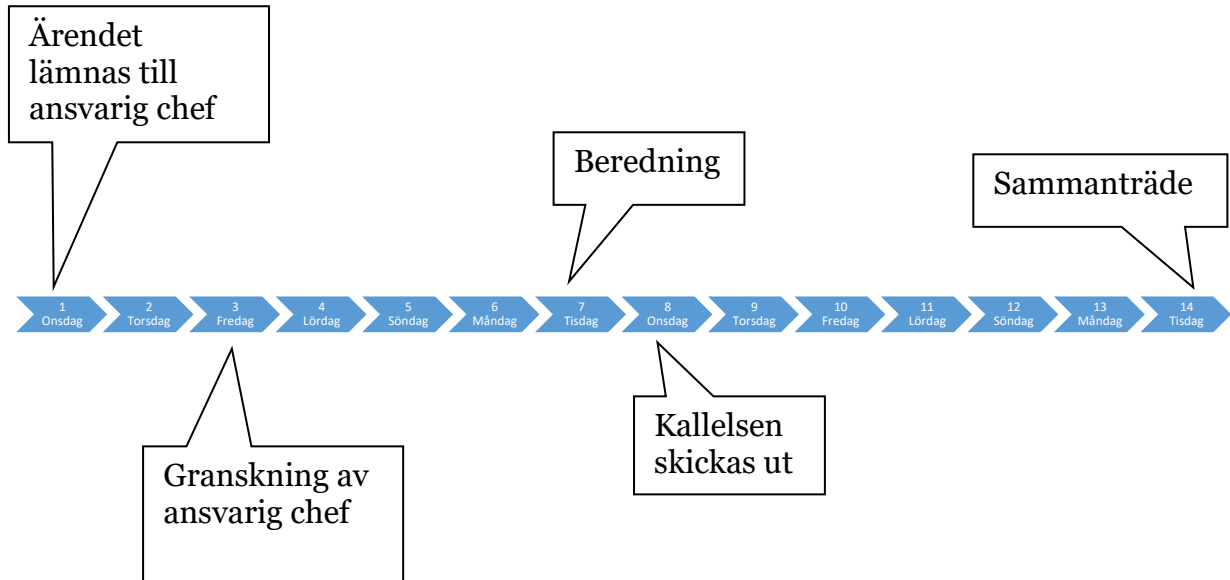 Ärendet
lämnas till
ansvarig chef
Beredning
Sammanträde
1
Onsdag
2
Torsdag
3
Fredag
4
Lördag
5
Söndag
6
Måndag
7
Tisdag
8
Onsdag
9
Torsdag
10
Fredag
11
Lördag
12
Söndag
13
Måndag
14
Tisdag
Granskning av
ansvarig chef
Kallelsen
skickas ut